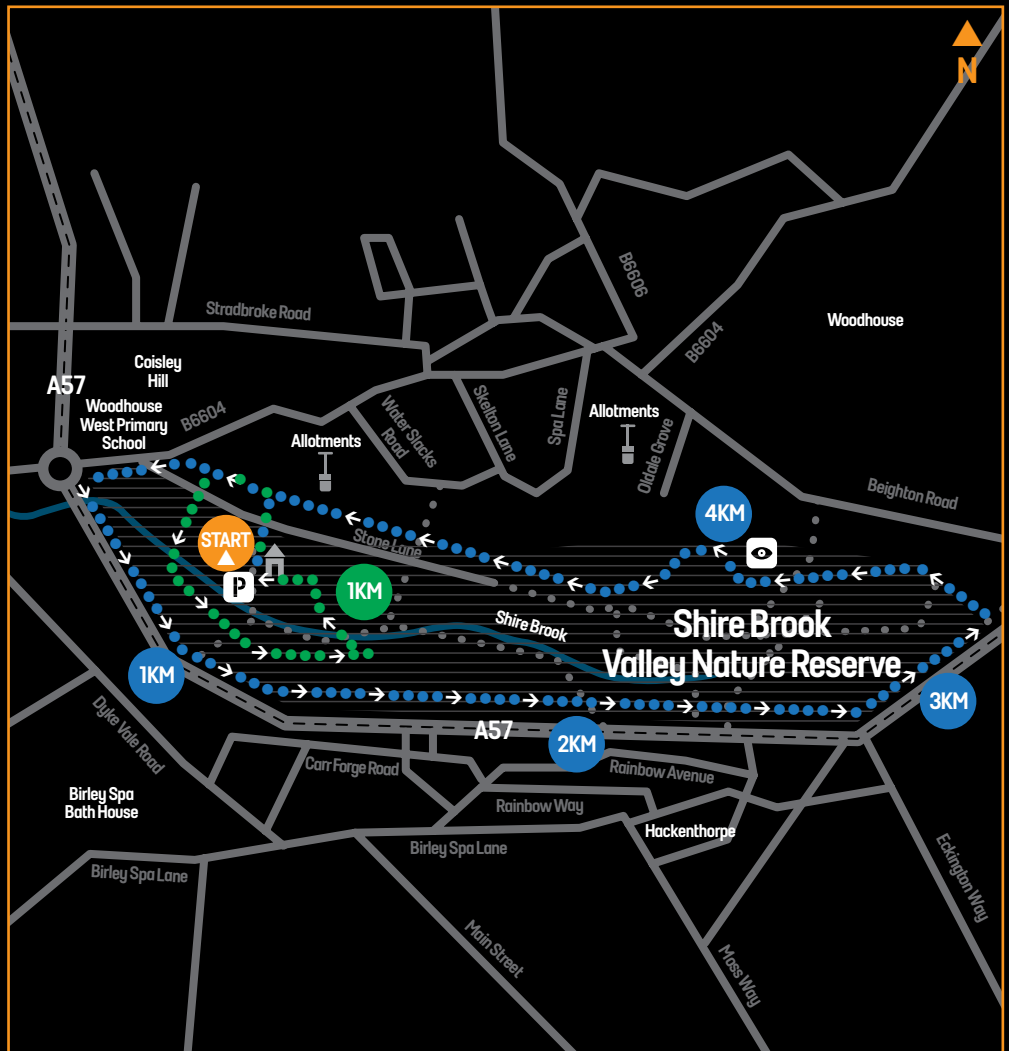 N
B6606
Woodhouse
Stradbroke Road
B6604
Coisley
Hill
A57
Woodhouse
West Primary
School
B6604
Water Slacks
Road
Skelton Lane
Spa Lane
Allotments
Allotments
Oldale Grove
Beighton Road
4KM
START
Stone Lane
P
1KM
Shire Brook
Shire Brook
Valley Nature Reserve
1KM
3KM
A57
2KM
Dyke Vale Road
Carr Forge Road
Rainbow Avenue
Birley Spa
Bath House
Rainbow Way
Hackenthorpe
Birley Spa Lane
Birley Spa Lane
Eckington Way
Main Street
Moss Way